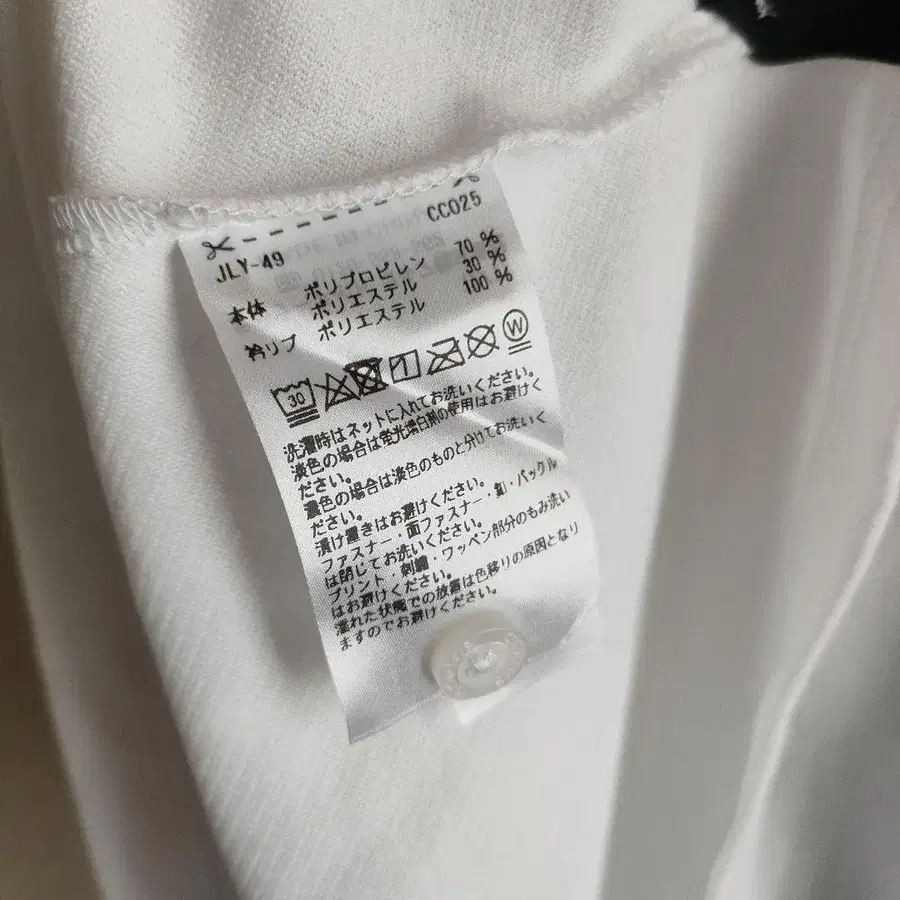 CC025
JLY-49
本体 ポリプロピレン 70 %
ポリエステル 30 %
衿リブ ポリエステル 100 %
30 W
洗濯時はネットに入れてお洗いください。
淡色の場合は蛍光増白剤の使用はお避けく
ださい。
濃色の場合は淡色のものと分けてお洗いく
ださい。
漬け置きはお避けください。
ファスナー・面ファスナー・釦・バックル
は閉じてお洗いください。
プリント・刺繍・ワッペン部分のもみ洗い
はお避けください。
濡れた状態での放置は色移りの原因となり
ますのでお避けください。